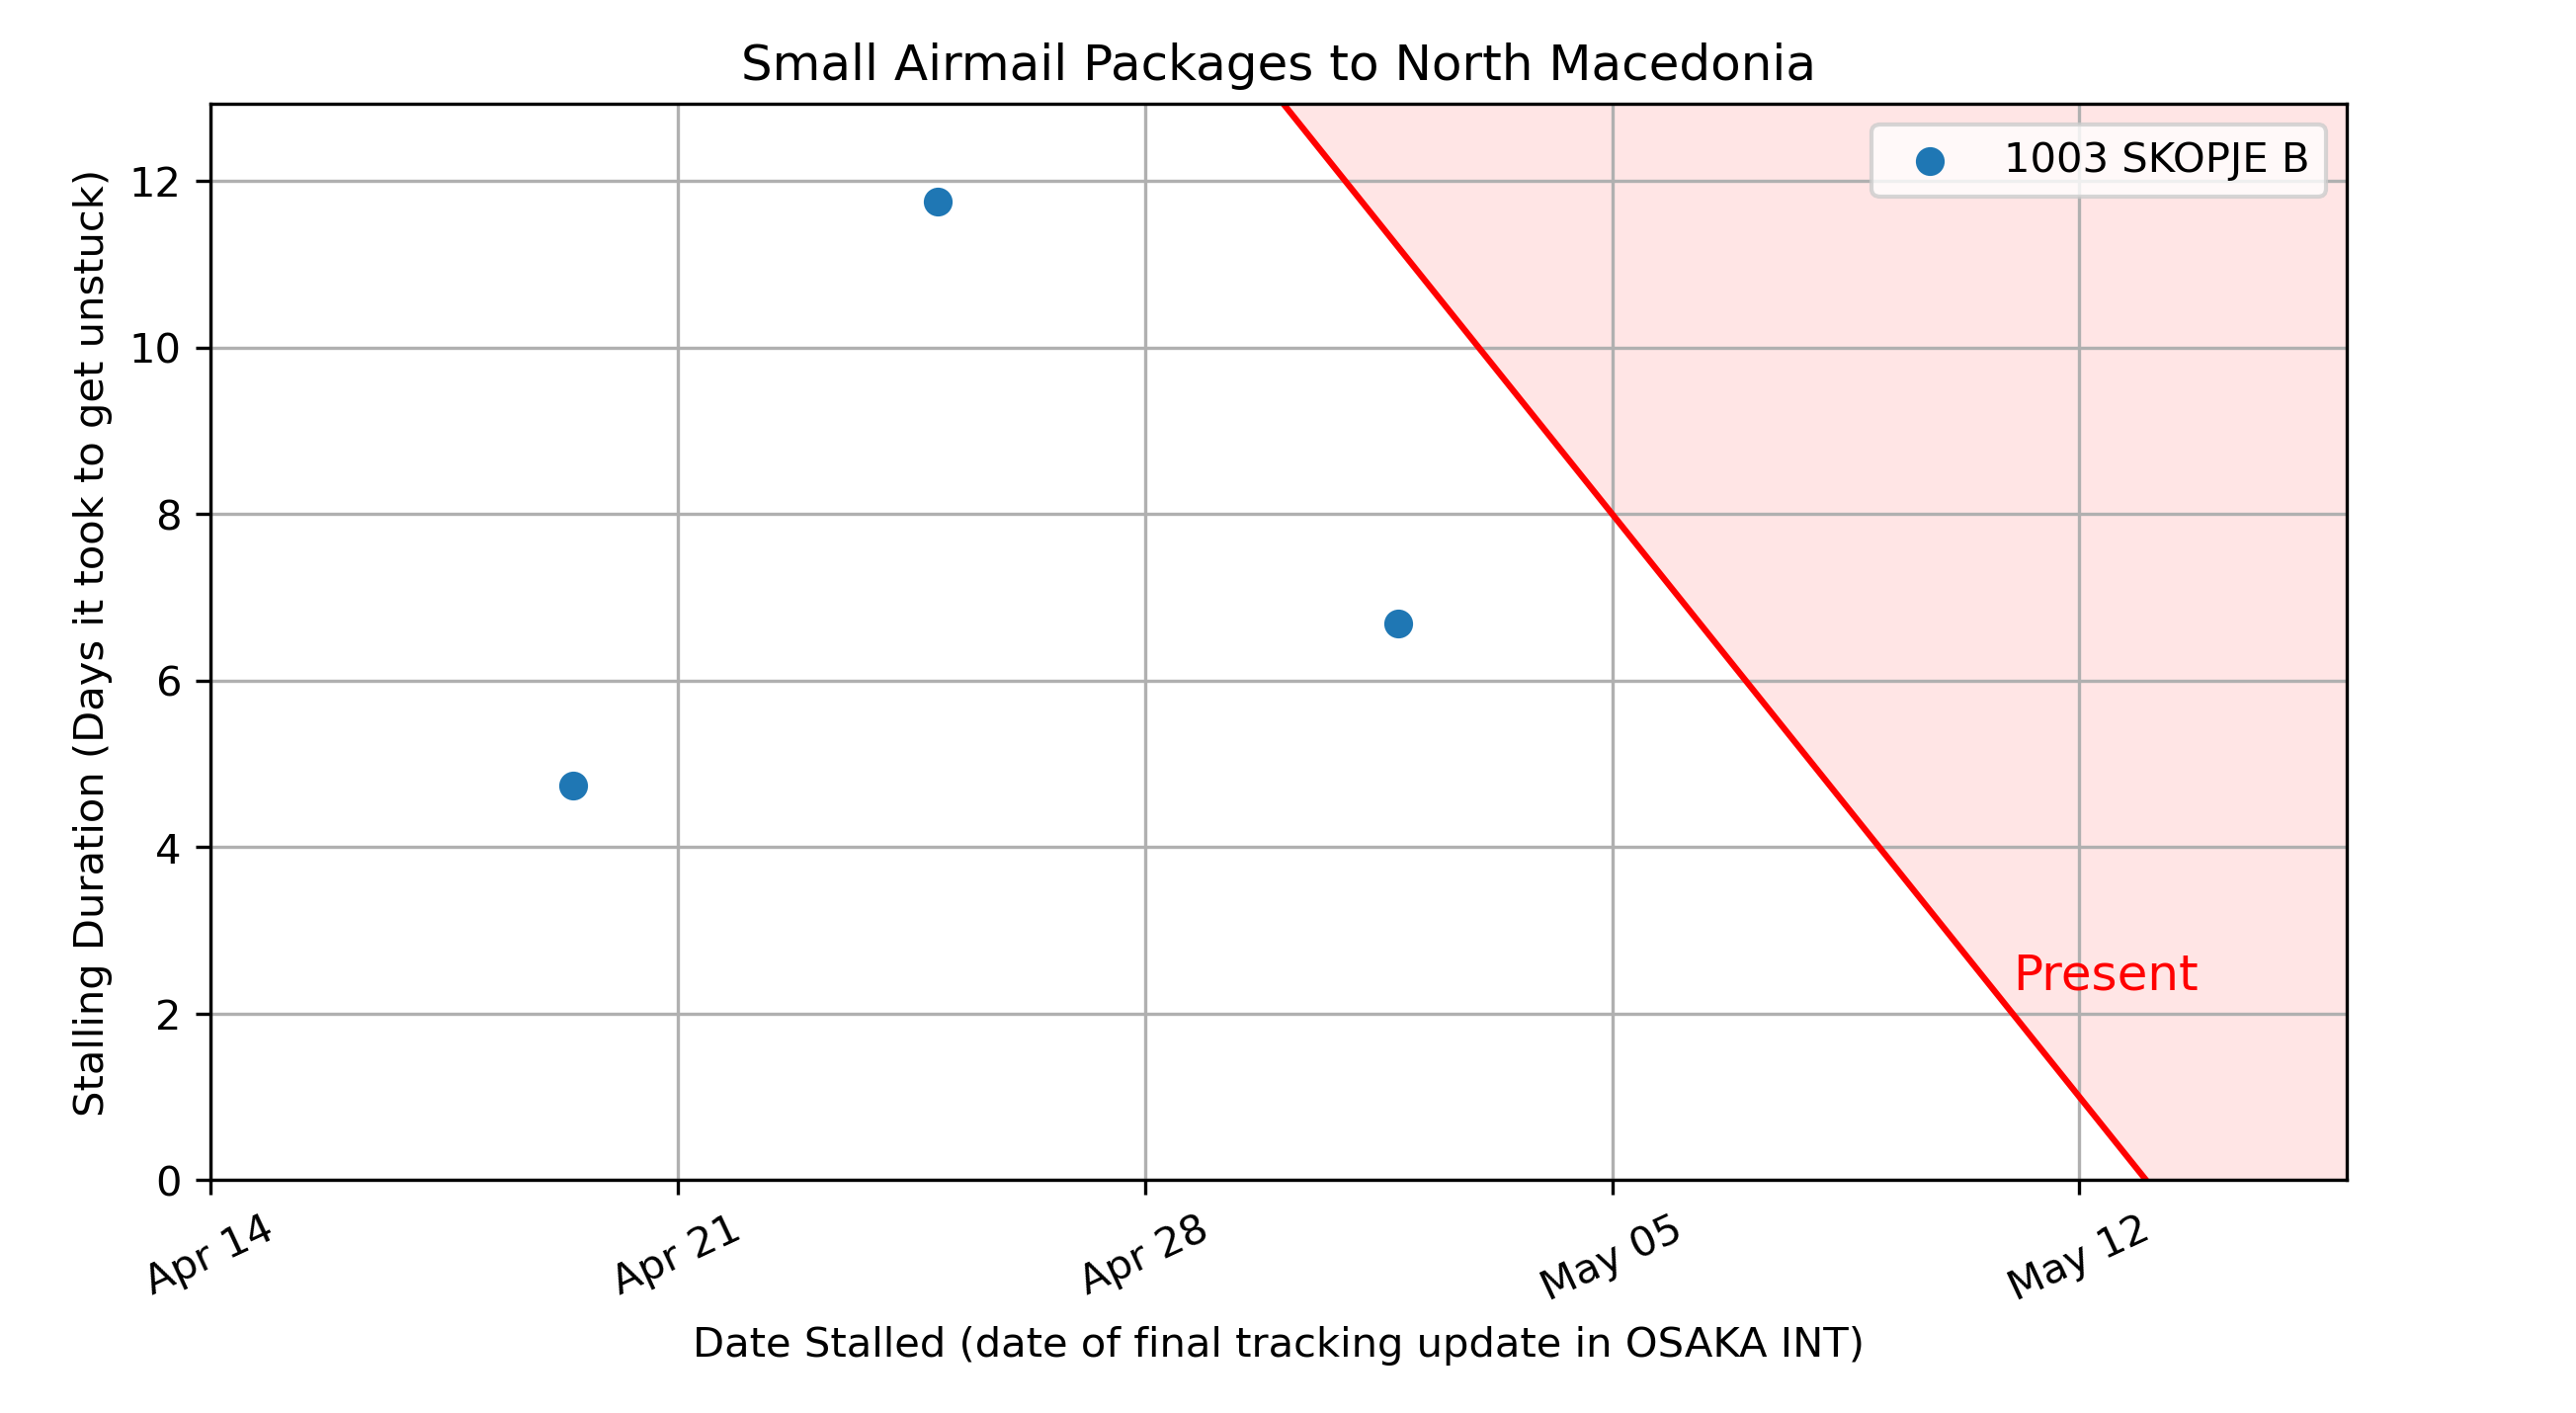 Small Airmail Packages to North Macedonia
Stalling Duration (Days it took to get unstuck)
12
10
8
6
4
2
0
1003 SKOPJE B
Present
Apr 14
Apr 21
Apr 28
May 05
May 12
Date Stalled (date of final tracking update in OSAKA INT)